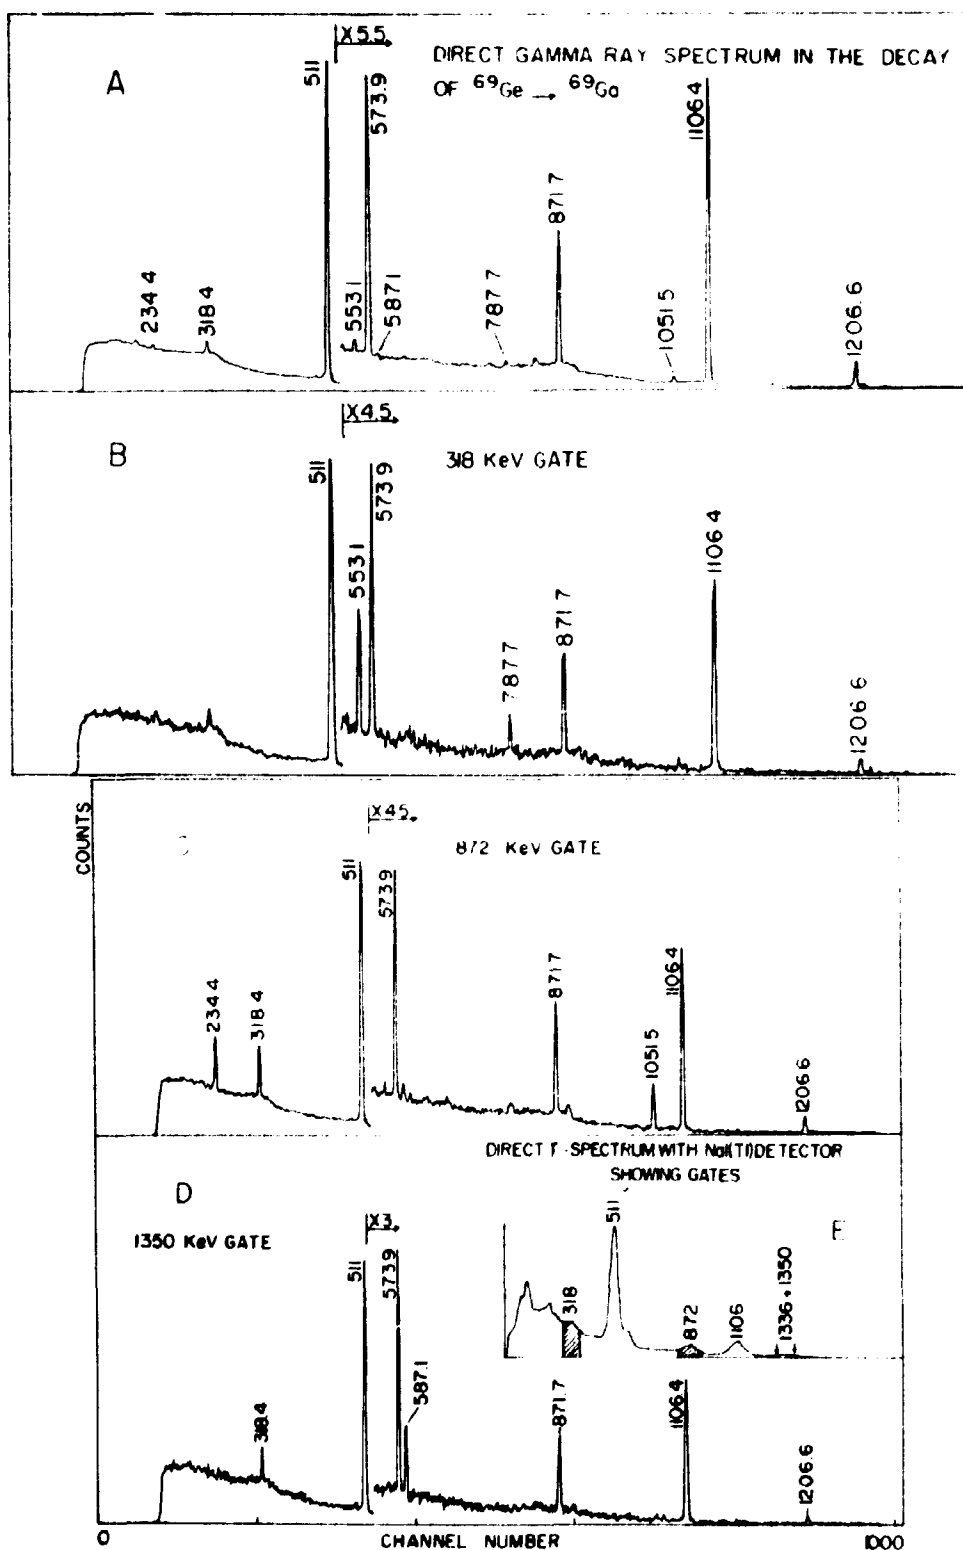 A
X5.5
DIRECT GAMMA RAY SPECTRUM IN THE DECAY
OF 69Ge → 69Ga
234 4
318 4
511
553 1
573.9
587 1
787 7
871 7
1051 5
1106 4
1206.6
B
X4.5
318 KeV GATE
511
553 1
573 9
787 7
871.7
1106 4
1206 6
COUNTS
X4 5
872 KeV GATE
234.4
318 4
511
573 9
871 7
1051 5
1106 4
1206 6
DIRECT Γ-SPECTRUM WITH NaI(Tl) DETECTOR
SHOWING GATES
D
1350 KeV GATE
X3
E
318
511
872
1106
1336 + 1350
318.4
511
573.9
587.1
871.7
1106.4
1206.6
0
CHANNEL NUMBER
1000